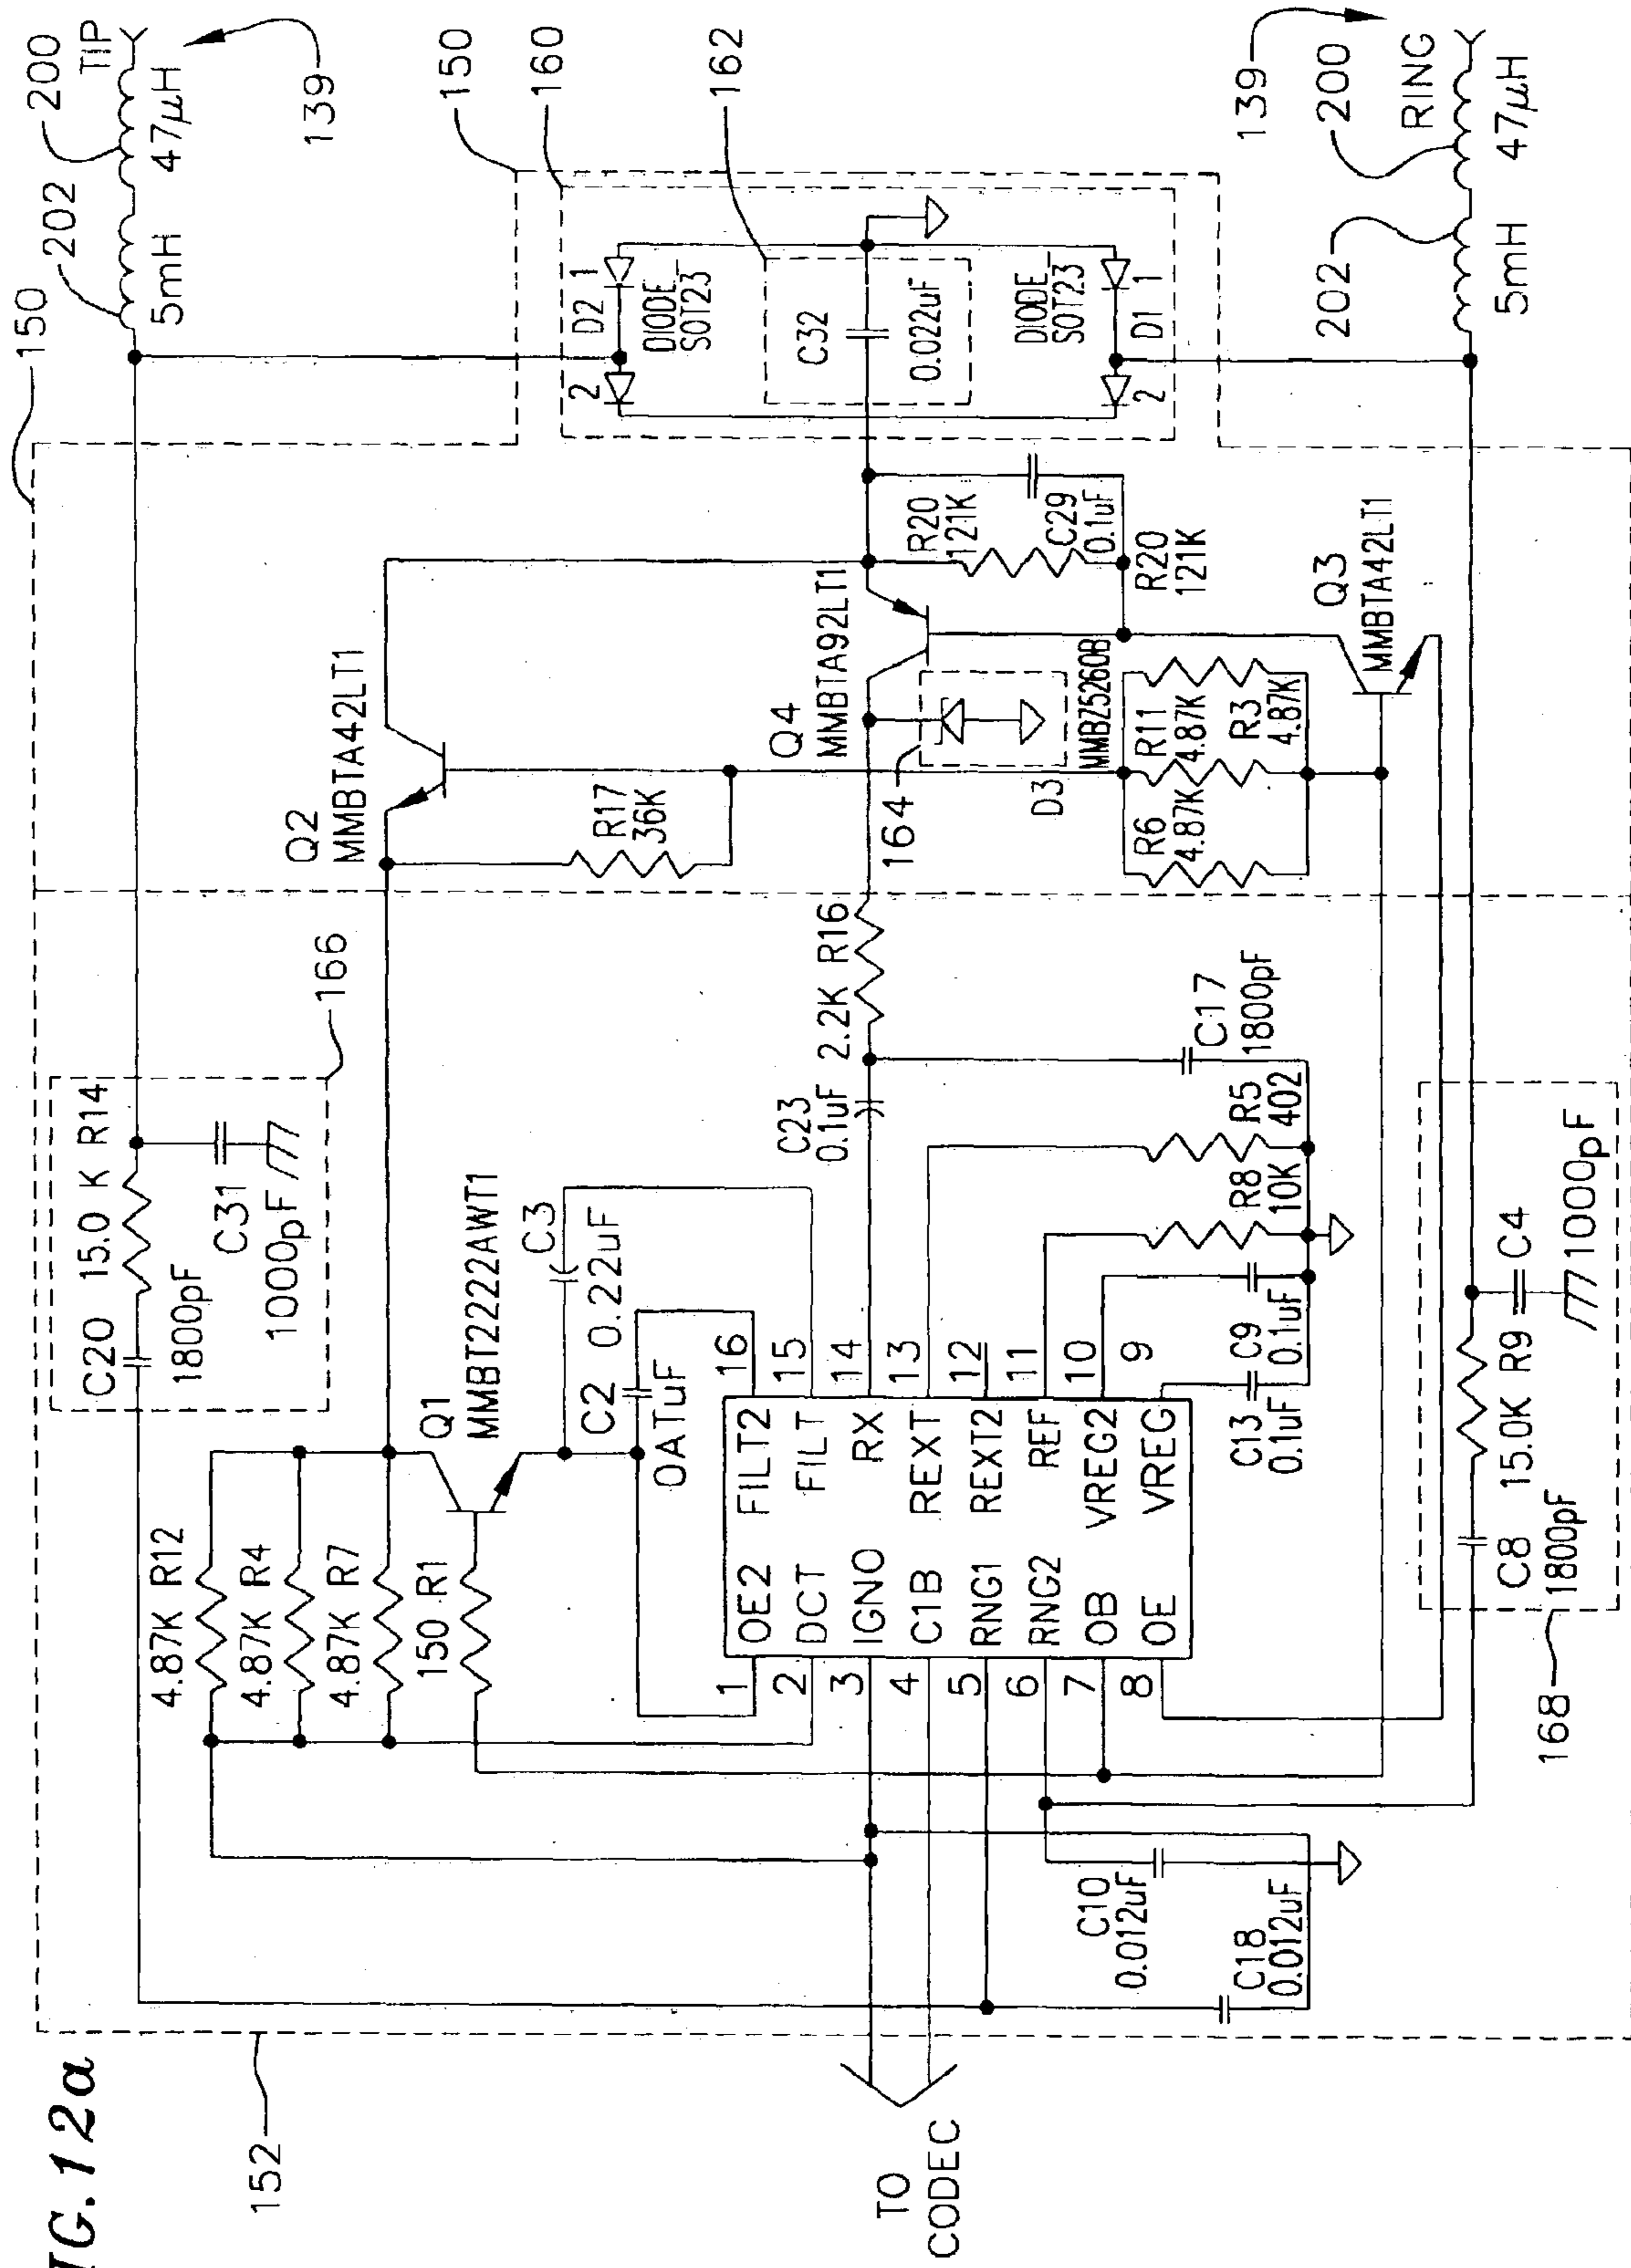 FIG. 12a
152
150
202
200
TIP
5mH
47µH
139
150
160
162
C20
15.0 K R14
1800pF
C31
1000pF
166
4.87K R12
4.87K R4
4.87K R7
150 R1
Q1
MMBT2222AWT1
Q2
MMBTA42LT1
R17
36K
C3
0.22uF
C2
OATuF
D2
2
1
DIODE_
SOT23
C32
0.022uF
DIODE_
SOT23
2
D1
1
Q4
MMBTA92LT1
R20
121K
C29
0.1uF
R20
121K
164
D3
MMBZ5260B
R6
4.87K
R11
4.87K
R3
4.87K
Q3
MMBTA42LT1
C23
0.1uF
2.2K R16
C17
1800pF
R5
402
R8
10K
C9
0.1uF
C13
0.1uF
1
OE2
FILT2
16
2
DCT
FILT
15
3
IGNO
RX
14
4
C1B
REXT
13
5
RNG1
REXT2
12
6
RNG2
REF
11
7
OB
VREG2
10
8
OE
VREG
9
TO
CODEC
C10
0.012uF
C18
0.012uF
168
C8
15.0K R9
C4
1800pF
1000pF
139
200
RING
202
5mH
47µH